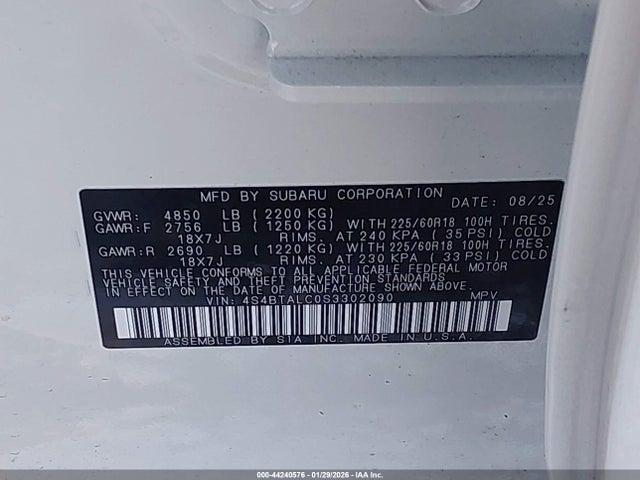 MFD BY SUBARU CORPORATION DATE: 08/25
GVWR: 4850 LB (2200 KG)
GAWR:F 2756 LB (1250 KG) WITH 225/60R18 100H TIRES.
18X7J RIMS. AT 240 KPA (35 PSI) COLD
GAWR:R 2690 LB (1220 KG) WITH 225/60R18 100H TIRES.
18X7J RIMS. AT 230 KPA (33 PSI) COLD
THIS VEHICLE CONFORMS TO ALL APPLICABLE FEDERAL MOTOR
VEHICLE SAFETY AND THEFT PREVENTION STANDARDS
IN EFFECT ON THE DATE OF MANUFACTURE SHOWN ABOVE.
VIN: 4S4BTALC0S3302090 MPV
ASSEMBLED BY SIA INC. MADE IN U.S.A.
000-44240576 | 01/29/2026 | IAA Inc.